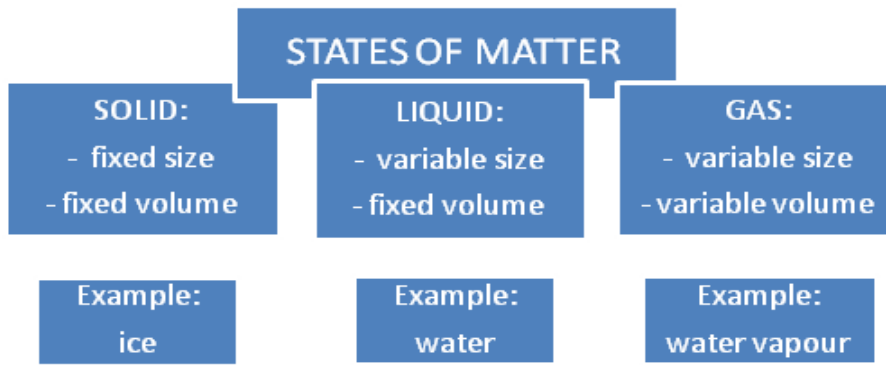 STATES OF MATTER
SOLID:
- fixed size
- fixed volume
LIQUID:
- variable size
- fixed volume
GAS:
- variable size
- variable volume
Example:
ice
Example:
water
Example:
water vapour